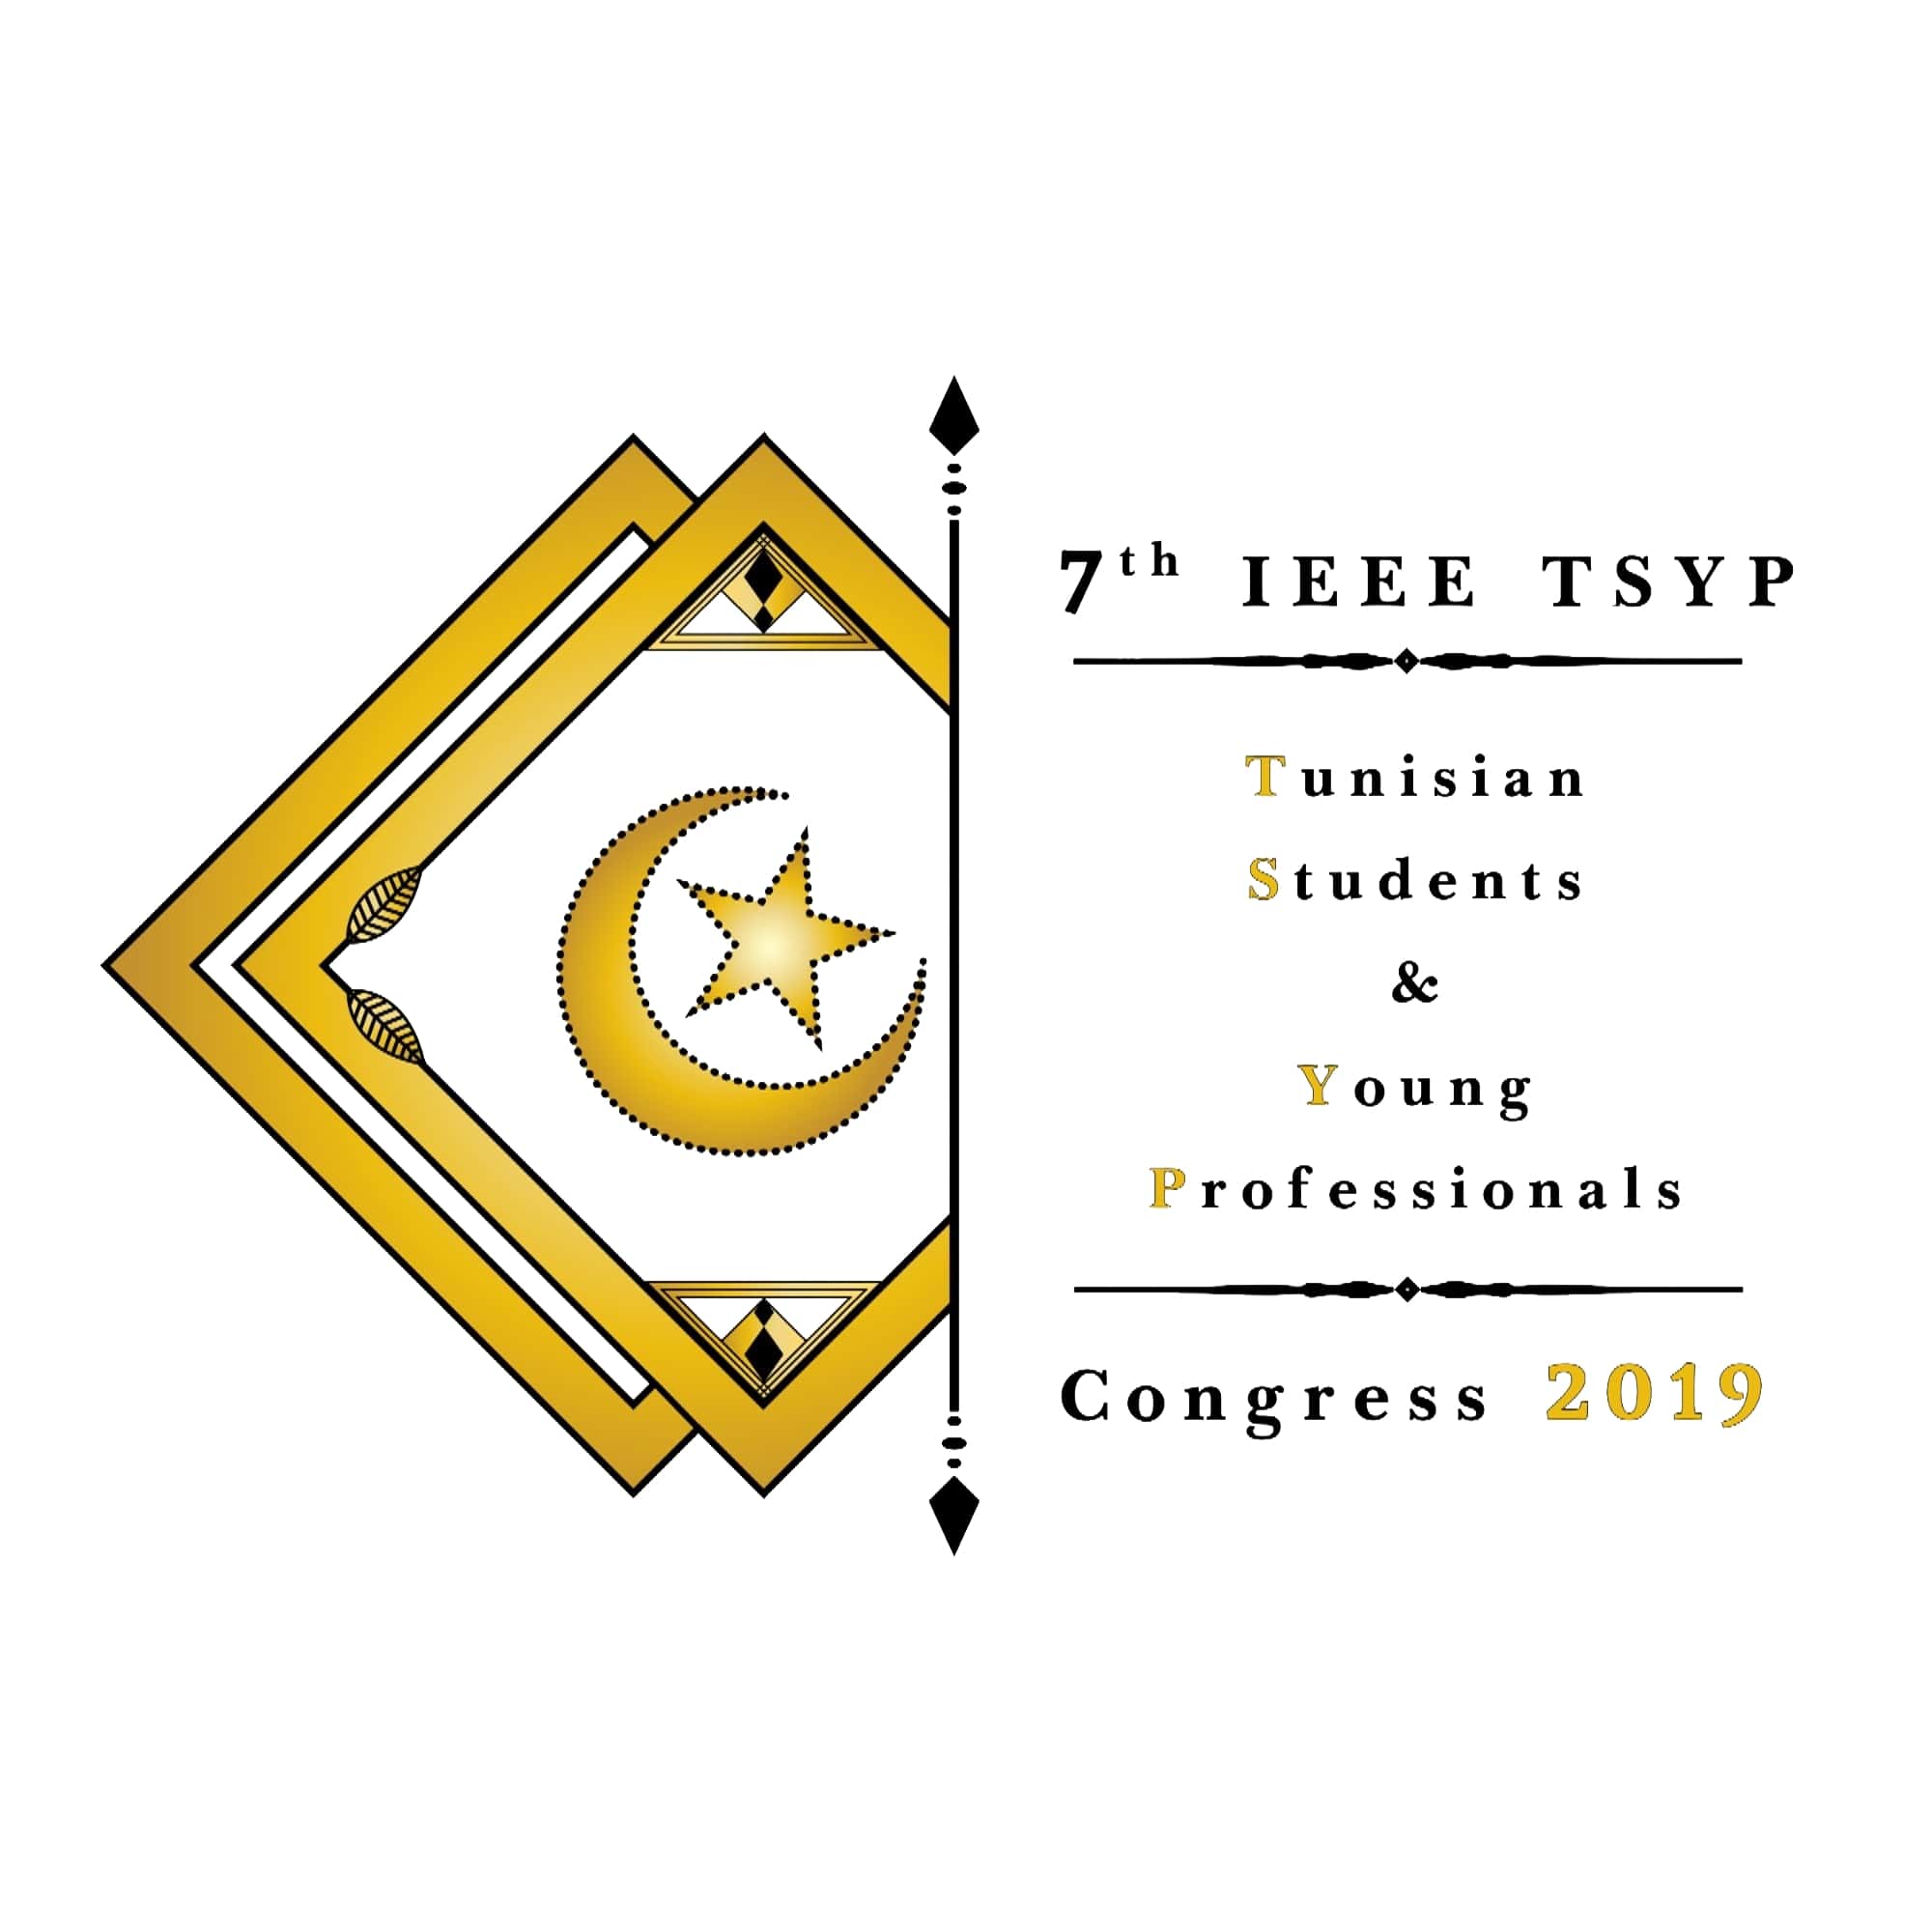 7th IEEE TSYP
Tunisian
Students
&
Young
Professionals
Congress 2019